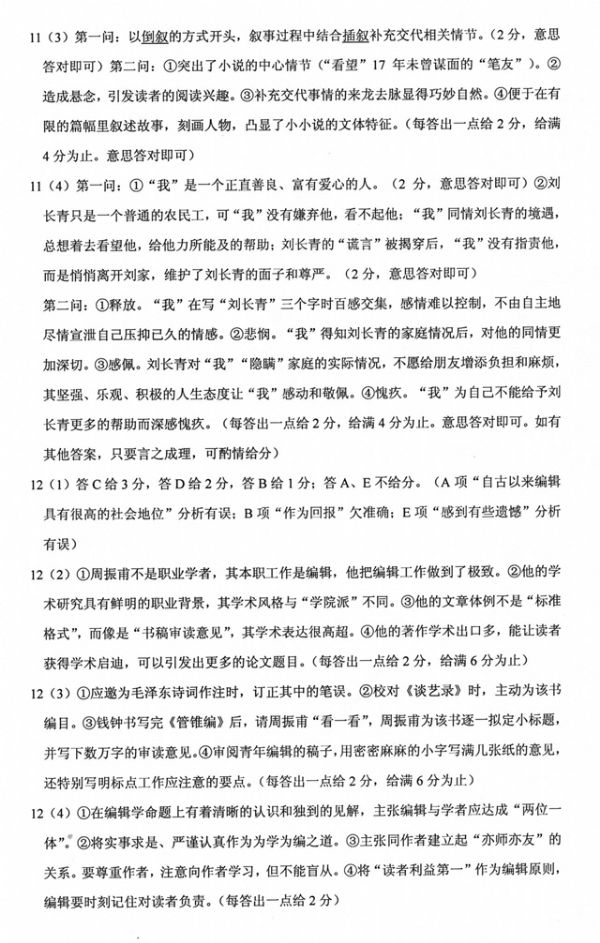 11（3）第一问：以倒叙的方式开头，叙事过程中结合插叙补充交代相关情节。（2 分，意思
答对即可）第二问：①突出了小说的中心情节（“看望”17 年未曾谋面的“笔友”）。②
造成悬念，引发读者的阅读兴趣。③补充交代事情的来龙去脉显得巧妙自然。④便于在有
限的篇幅里叙述故事，刻画人物，凸显了小小说的文体特征。（每答出一点给 2 分，给满
4 分为止。意思答对即可）
11（4）第一问：①“我”是一个正直善良、富有爱心的人。（2 分，意思答对即可）②刘
长青只是一个普通的农民工，可“我”没有嫌弃他，看不起他；“我”同情刘长青的境遇，
总想着去看望他，给他力所能及的帮助；刘长青的“谎言”被揭穿后，“我”没有指责他，
而是悄悄离开刘家，维护了刘长青的面子和尊严。（2 分，意思答对即可）
第二问：①释放。“我”在写“刘长青”三个字时百感交集，感情难以控制，不由自主地
尽情宣泄自己压抑已久的情感。②悲悯。“我”得知刘长青的家庭情况后，对他的同情更
加深切。③感佩。刘长青对“我”“隐瞒”家庭的实际情况，不愿给朋友增添负担和麻烦，
其坚强、乐观、积极的人生态度让“我”感动和敬佩。④愧疚。“我”为自己不能给予刘
长青更多的帮助而深感愧疚。（每答出一点给 2 分，给满 4 分为止。意思答对即可。如有
其他答案，只要言之成理，可酌情给分）
12（1）答 C 给 3 分，答 D 给 2 分，答 B 给 1 分；答 A、E 不给分。（A 项“自古以来编辑
具有很高的社会地位”分析有误；B 项“作为回报”欠准确；E 项“感到有些遗憾”分析
有误）
12（2）①周振甫不是职业学者，其本职工作是编辑，他把编辑工作做到了极致。②他的学
术研究具有鲜明的职业背景，其学术风格与“学院派”不同。③他的文章体例不是“标准
格式”，而像是“书稿审读意见”，其学术表达很高超。④他的著作学术出口多，能让读者
获得学术启迪，可以引发出更多的论文题目。（每答出一点给 2 分，给满 6 分为止）
12（3）①应邀为毛泽东诗词作注时，订正其中的笔误。②校对《谈艺录》时，主动为该书
编目。③钱钟书写完《管锥编》后，请周振甫“看一看”，周振甫为该书逐一拟定小标题，
并写下数万字的审读意见。④审阅青年编辑的稿子，用密密麻麻的小字写满几张纸的意见，
还特别写明标点工作应注意的要点。（每答出一点给 2 分，给满 6 分为止）
12（4）①在编辑学命题上有着清晰的认识和独到的见解，主张编辑与学者应达成“两位一
体”。②将实事求是、严谨认真作为为学为编之道。③主张同作者建立起“亦师亦友”的
关系。要尊重作者，注意向作者学习，但不能盲从。④将“读者利益第一”作为编辑原则，
编辑要时刻记住对读者负责。（每答出一点给 2 分）